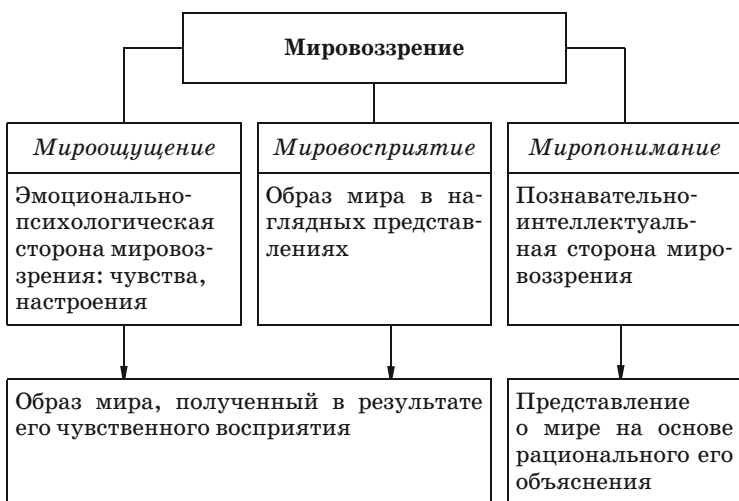 Мировоззрение
Мироощущение
Эмоционально-
психологическая
сторона мировоз-
зрения: чувства,
настроения
Мировосприятие
Образ мира в на-
глядных представ-
лениях
Миропонимание
Познавательно-
интеллектуаль-
ная сторона миро-
воззрения
Образ мира, полученный в результате
его чувственного восприятия
Представление
о мире на основе
рационального его
объяснения